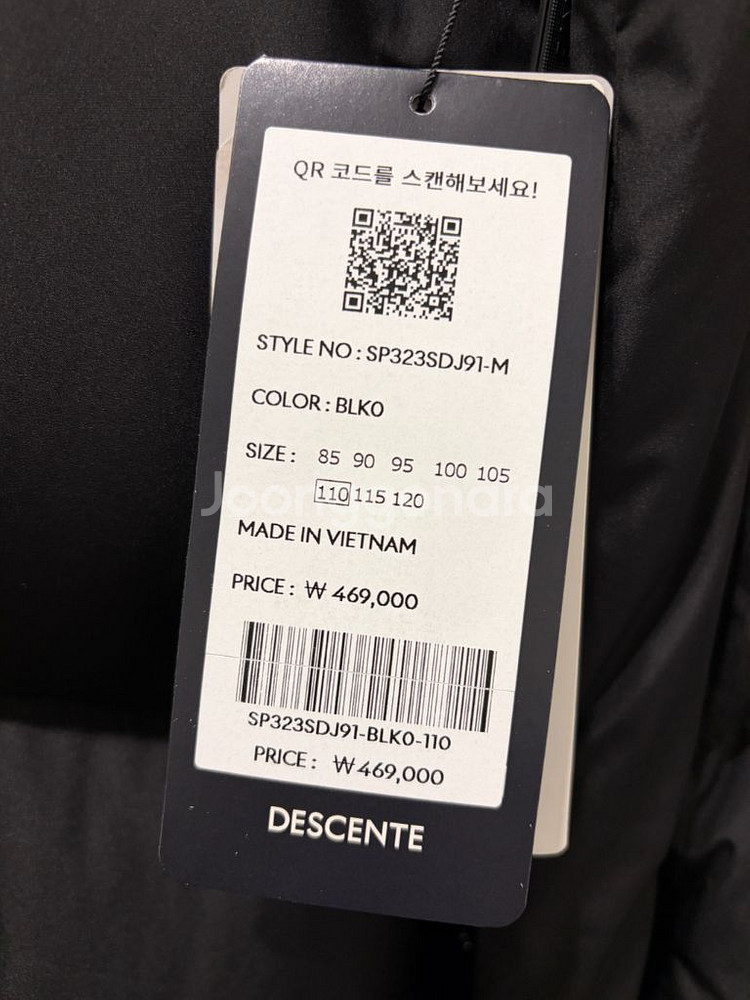 QR 코드를 스캔해보세요!
STYLE NO : SP323SDJ91-M
COLOR : BLK0
SIZE : 85 90 95 100 105
110 115 120
Joonggonara
MADE IN VIETNAM
PRICE : ₩ 469,000
SP323SDJ91-BLK0-110
PRICE : ₩469,000
DESCENTE